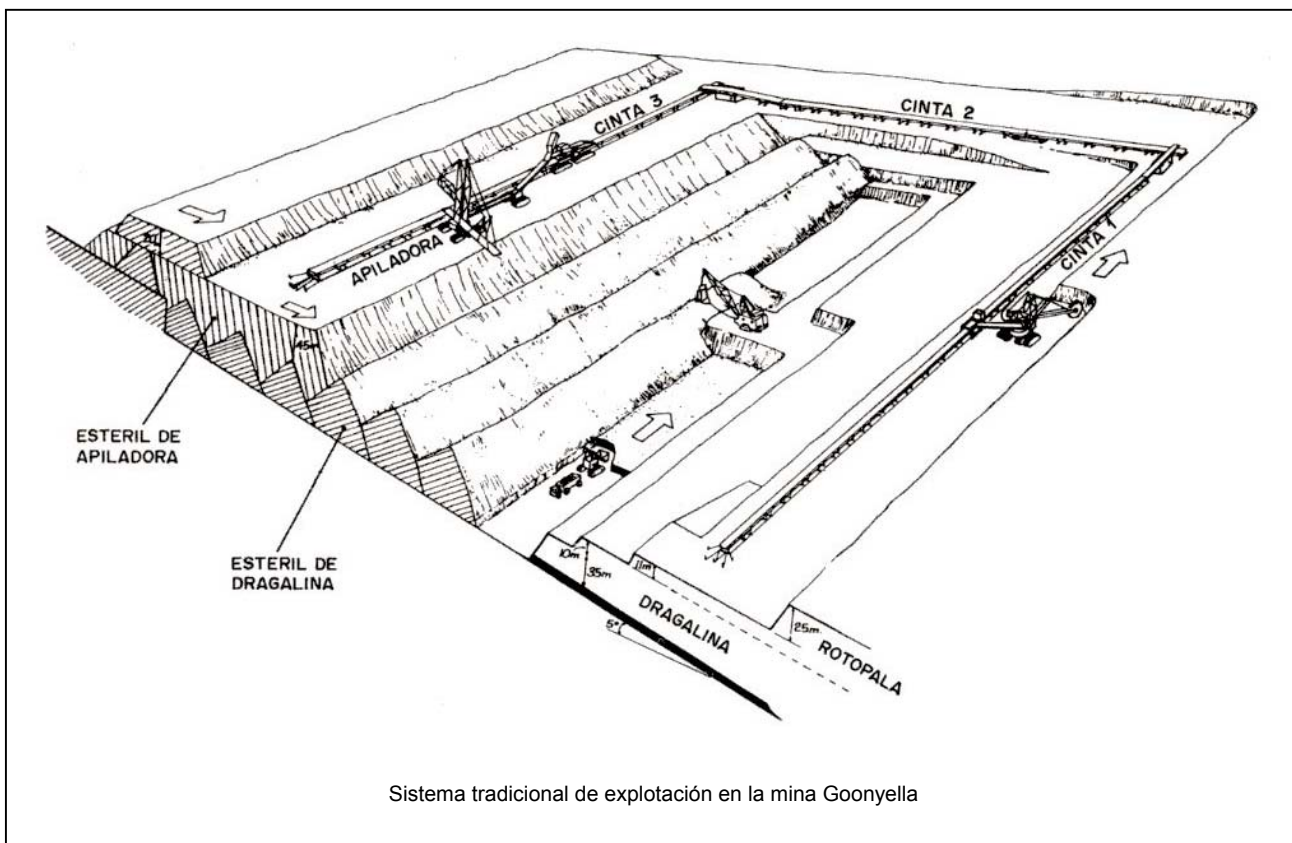 CINTA 3
CINTA 2
CINTA 1
APILADORA
45m
ESTERIL DE
APILADORA
ESTERIL DE
DRAGALINA
10m
35m
11m
DRAGALINA
5°
25m.
ROTOPALA
Sistema tradicional de explotación en la mina Goonyella